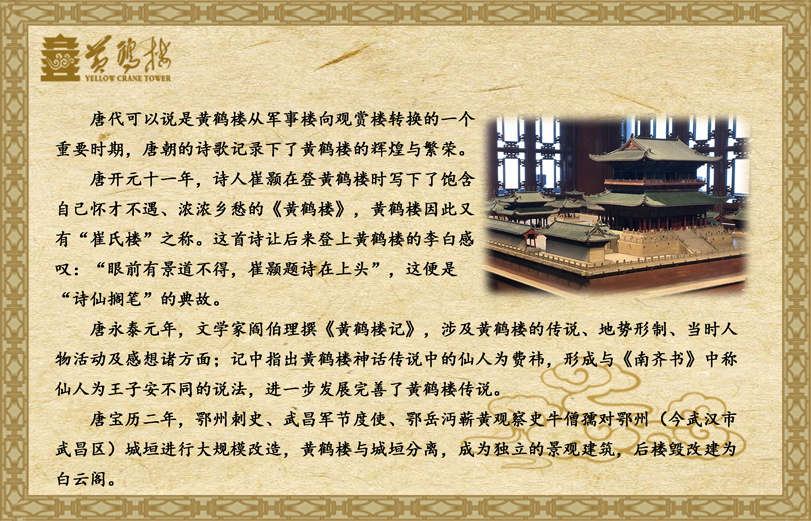 黄鹤楼
YELLOW CRANE TOWER
唐代可以说是黄鹤楼从军事楼向观赏楼转换的一个
重要时期，唐朝的诗歌记录下了黄鹤楼的辉煌与繁荣。
唐开元十一年，诗人崔颢在登黄鹤楼时写下了饱含
自己怀才不遇、浓浓乡愁的《黄鹤楼》，黄鹤楼因此又
有“崔氏楼”之称。这首诗让后来登上黄鹤楼的李白感
叹：“眼前有景道不得，崔颢题诗在上头”，这便是
“诗仙搁笔”的典故。
唐永泰元年，文学家阎伯理撰《黄鹤楼记》，涉及黄鹤楼的传说、地势形制、当时人
物活动及感想诸方面；记中指出黄鹤楼神话传说中的仙人为费祎，形成与《南齐书》中称
仙人为王子安不同的说法，进一步发展完善了黄鹤楼传说。
唐宝历二年，鄂州刺史、武昌军节度使、鄂岳沔蕲黄观察史牛僧孺对鄂州（今武汉市
武昌区）城垣进行大规模改造，黄鹤楼与城垣分离，成为独立的景观建筑，后楼毁改建为
白云阁。